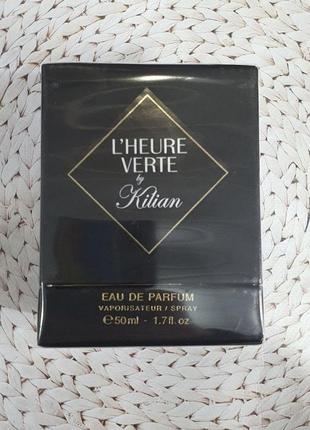 L'HEURE
VERTE
by
Kilian
EAU DE PARFUM
VAPORISATEUR / SPRAY
℮50ml - 1.7fl.oz